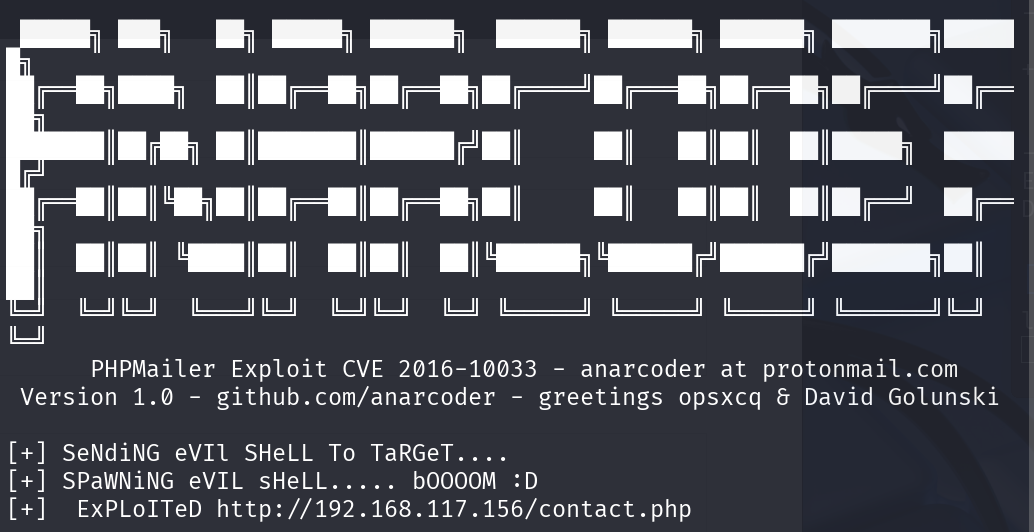 ANARCODER
PHPMailer Exploit CVE 2016-10033 - anarcoder at protonmail.com
Version 1.0 - github.com/anarcoder - greetings opsxcq & David Golunski
[+] SeNdiNG eVIl SHeLL To TaRGeT....
[+] SPaWNiNG eVIL sHeLL..... bOOOOM :D
[+]  ExPLoITeD http://192.168.117.156/contact.php